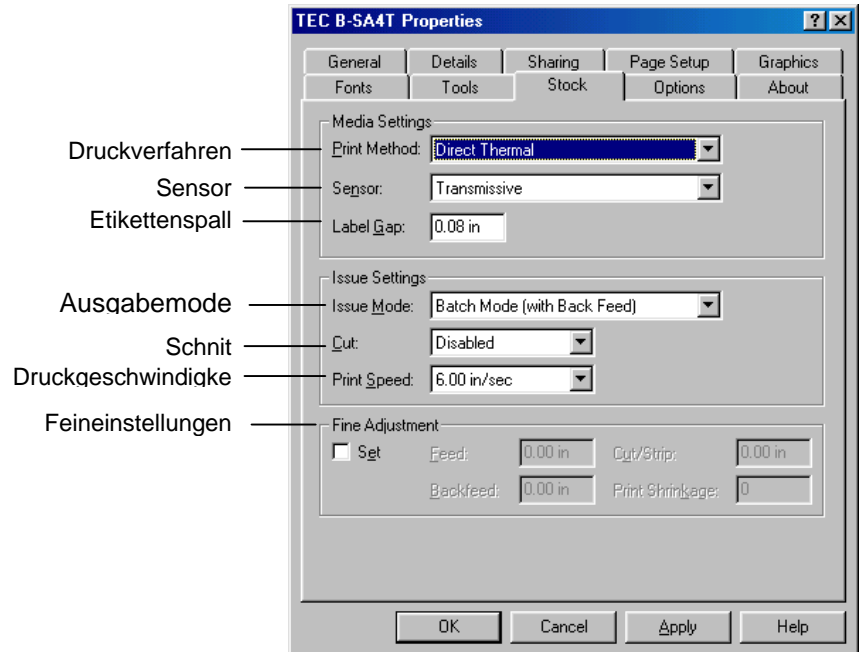 TEC B-SA4T Properties
General Details Sharing Page Setup Graphics
Fonts Tools Stock Options About
Media Settings
Druckverfahren Print Method: Direct Thermal
Sensor Sensor: Transmissive
Etikettenspall Label Gap: 0.08 in
Issue Settings
Ausgabemode Issue Mode: Batch Mode (with Back Feed)
Schnit Cut: Disabled
Druckgeschwindigke Print Speed: 6.00 in/sec
Feineinstellungen Fine Adjustment
Set Feed: 0.00 in Cut/Strip: 0.00 in
Backfeed: 0.00 in Print Shrinkage: 0
OK Cancel Apply Help